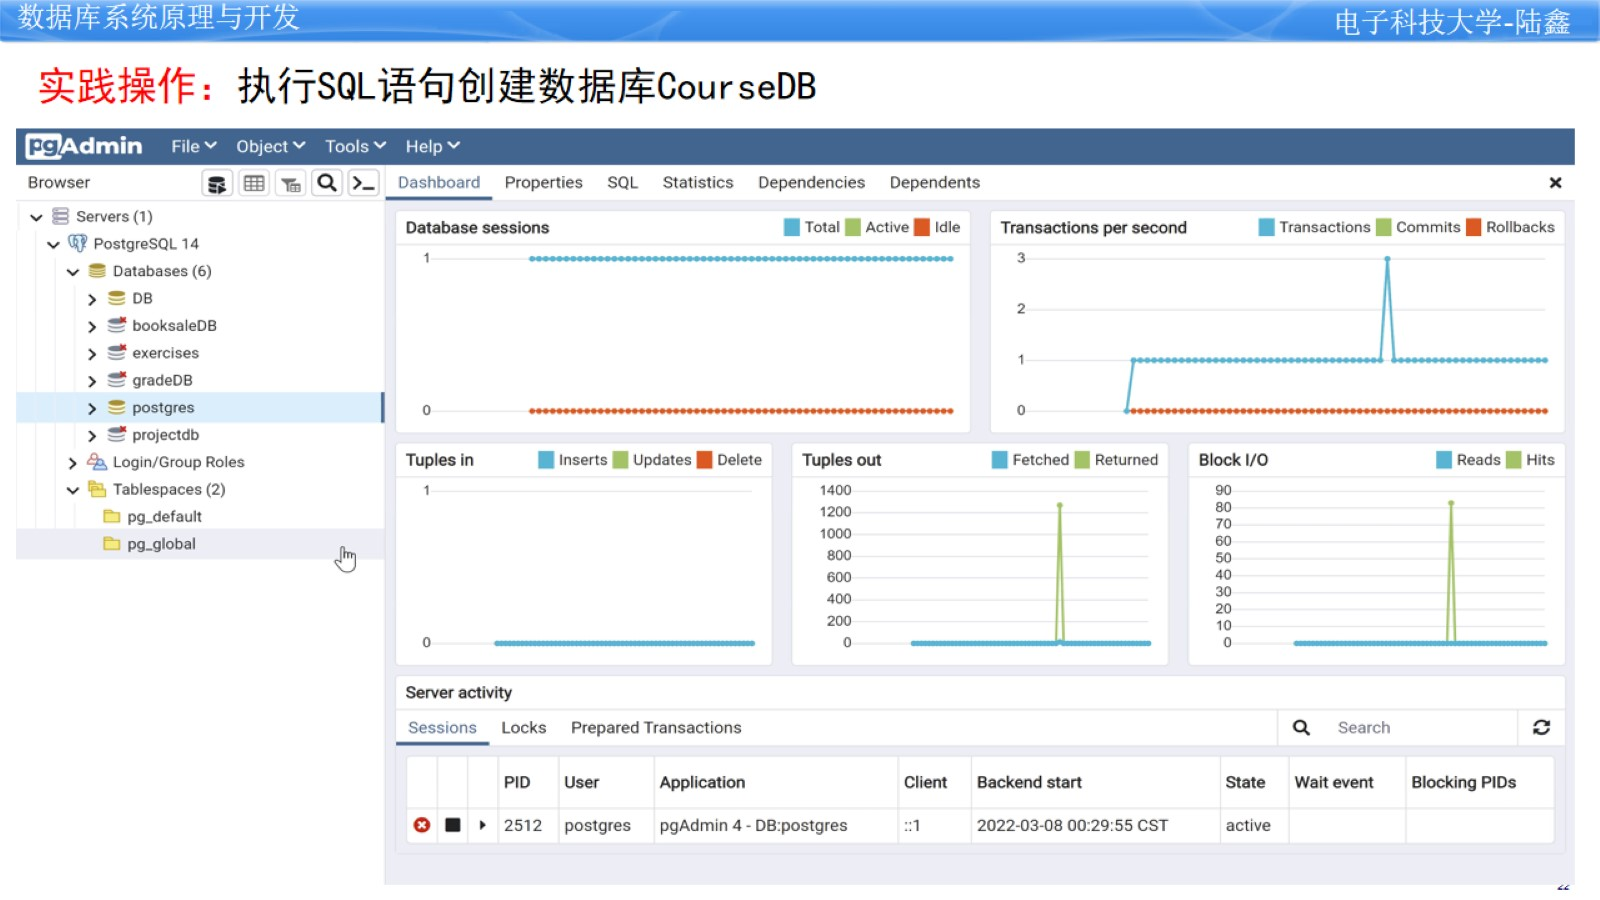 数据库系统原理与开发
电子科技大学-陆鑫
实践操作：执行SQL语句创建数据库CourseDB
pgAdmin File Object Tools Help
Browser
Dashboard Properties SQL Statistics Dependencies Dependents
Servers (1)
PostgreSQL 14
Databases (6)
DB
booksaleDB
exercises
gradeDB
postgres
projectdb
Login/Group Roles
Tablespaces (2)
pg_default
pg_global
Database sessions Total Active Idle
1
0
Transactions per second Transactions Commits Rollbacks
3
2
1
0
Tuples in Inserts Updates Delete
1
0
Tuples out Fetched Returned
1400
1200
1000
800
600
400
200
0
Block I/O Reads Hits
90
80
70
60
50
40
30
20
10
0
Server activity
Sessions Locks Prepared Transactions Search
PID User Application Client Backend start State Wait event Blocking PIDs
2512 postgres pgAdmin 4 - DB:postgres ::1 2022-03-08 00:29:55 CST active
22